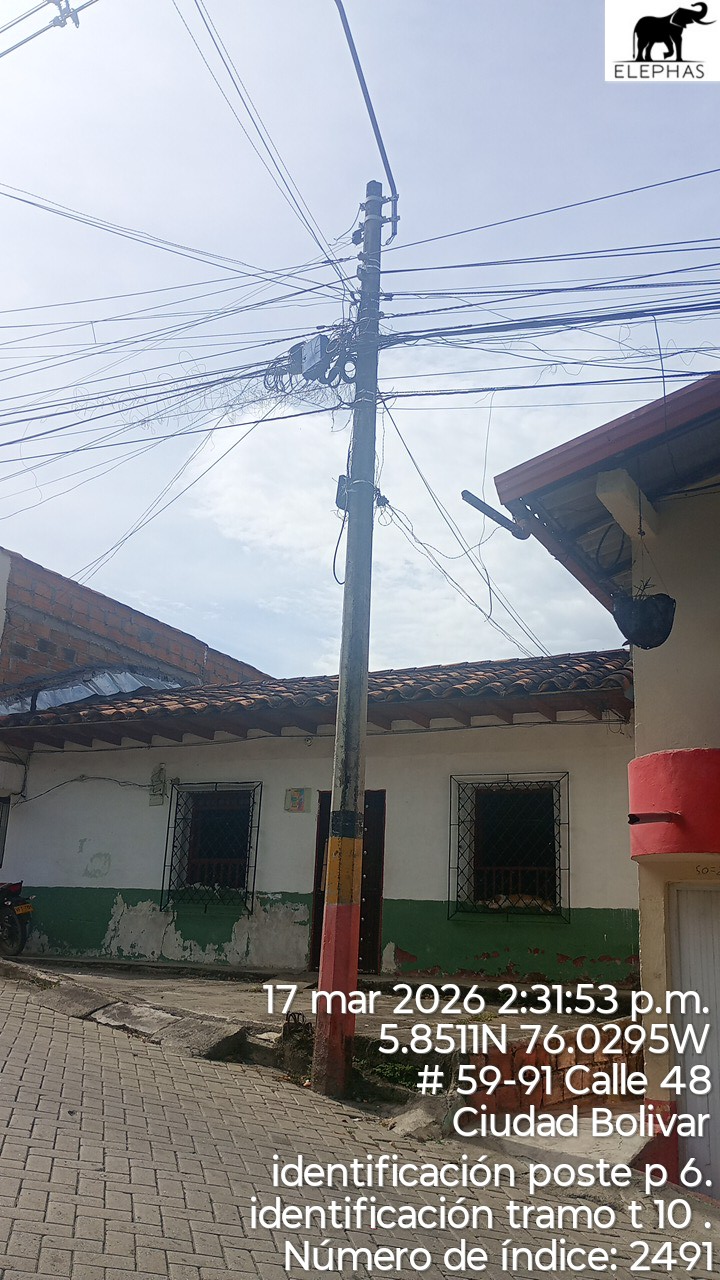 ELEPHAS
17 mar 2026 2:31:53 p.m.
5.8511N 76.0295W
# 59-91 Calle 48
Ciudad Bolivar
identificación poste p 6.
identificación tramo t 10 .
Número de índice: 2491